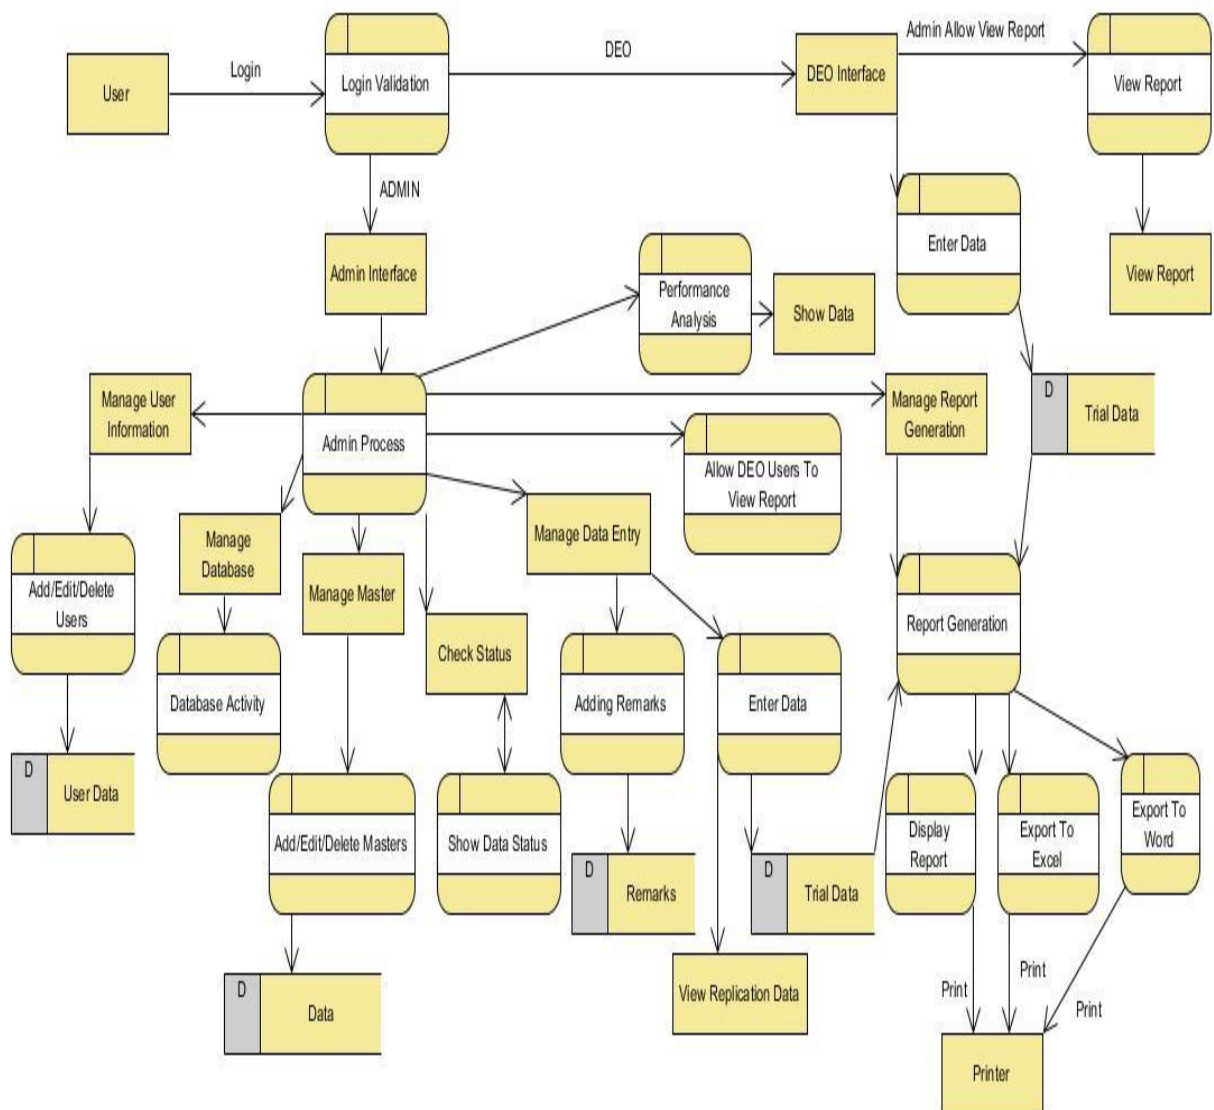 Login
User
Login Validation
DEO
DEO Interface
Admin Allow View Report
View Report
ADMIN
Enter Data
View Report
Admin Interface
Performance
Analysis
Show Data
Manage User
Information
Admin Process
Manage Report
Generation
D
Trial Data
Allow DEO Users To
View Report
Manage
Database
Manage Data Entry
Add/Edit/Delete
Users
Manage Master
Report Generation
Check Status
Database Activity
Adding Remarks
Enter Data
D
User Data
Add/Edit/Delete Masters
Show Data Status
D
Remarks
D
Trial Data
Display
Report
Export To
Excel
Export To
Word
D
Data
View Replication Data
Print
Print
Print
Printer